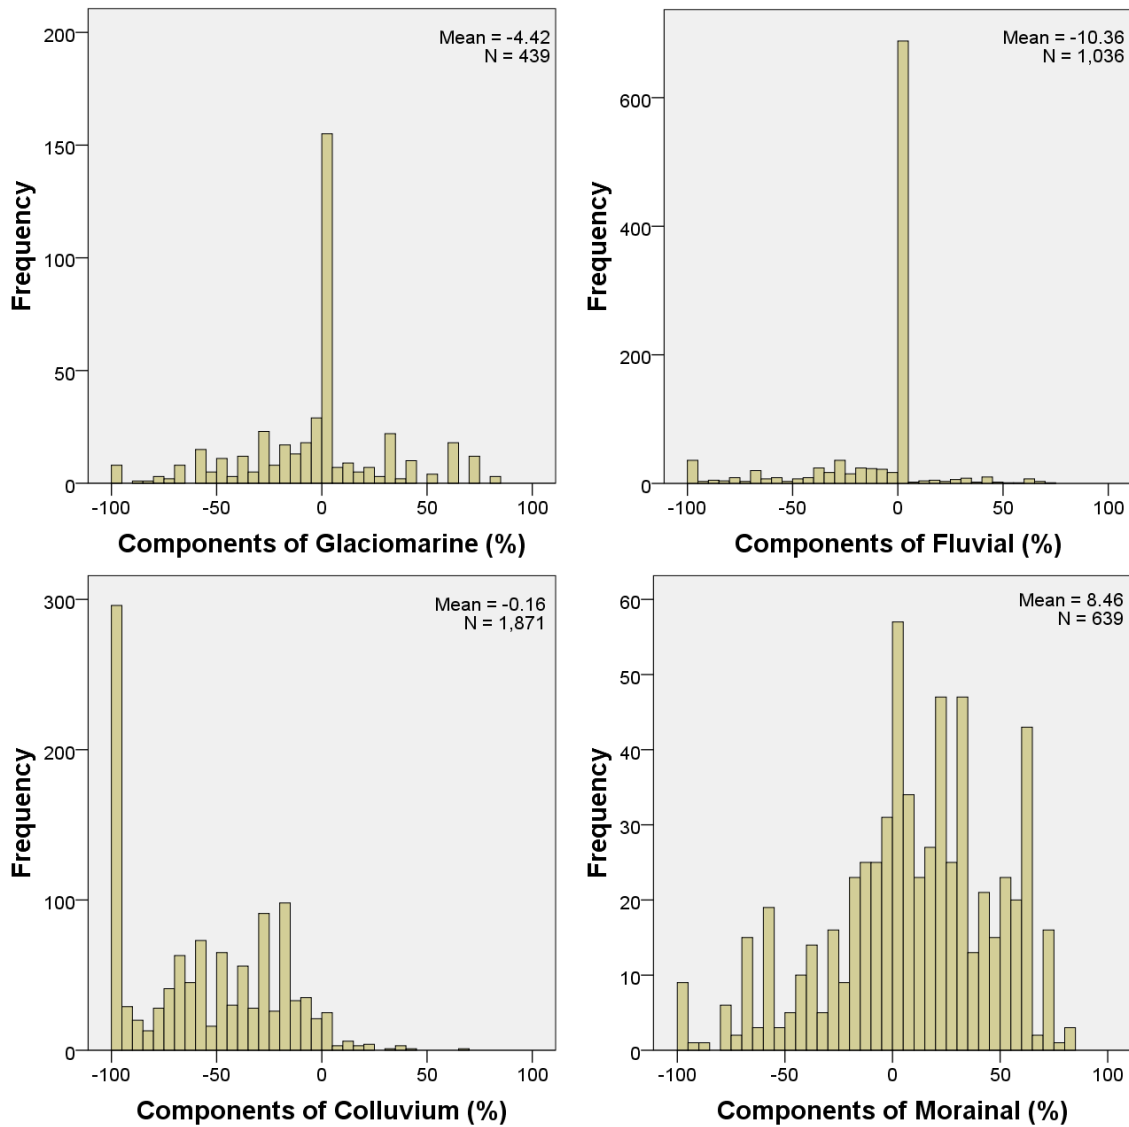 Mean = -4.42
N = 439
200
150
100
50
0
Frequency
-100 -50 0 50 100
Components of Glaciomarine (%)
Mean = -10.36
N = 1,036
600
400
200
0
Frequency
-100 -50 0 50 100
Components of Fluvial (%)
Mean = -0.16
N = 1,871
300
200
100
0
Frequency
-100 -50 0 50 100
Components of Colluvium (%)
Mean = 8.46
N = 639
60
50
40
30
20
10
0
Frequency
-100 -50 0 50 100
Components of Morainal (%)